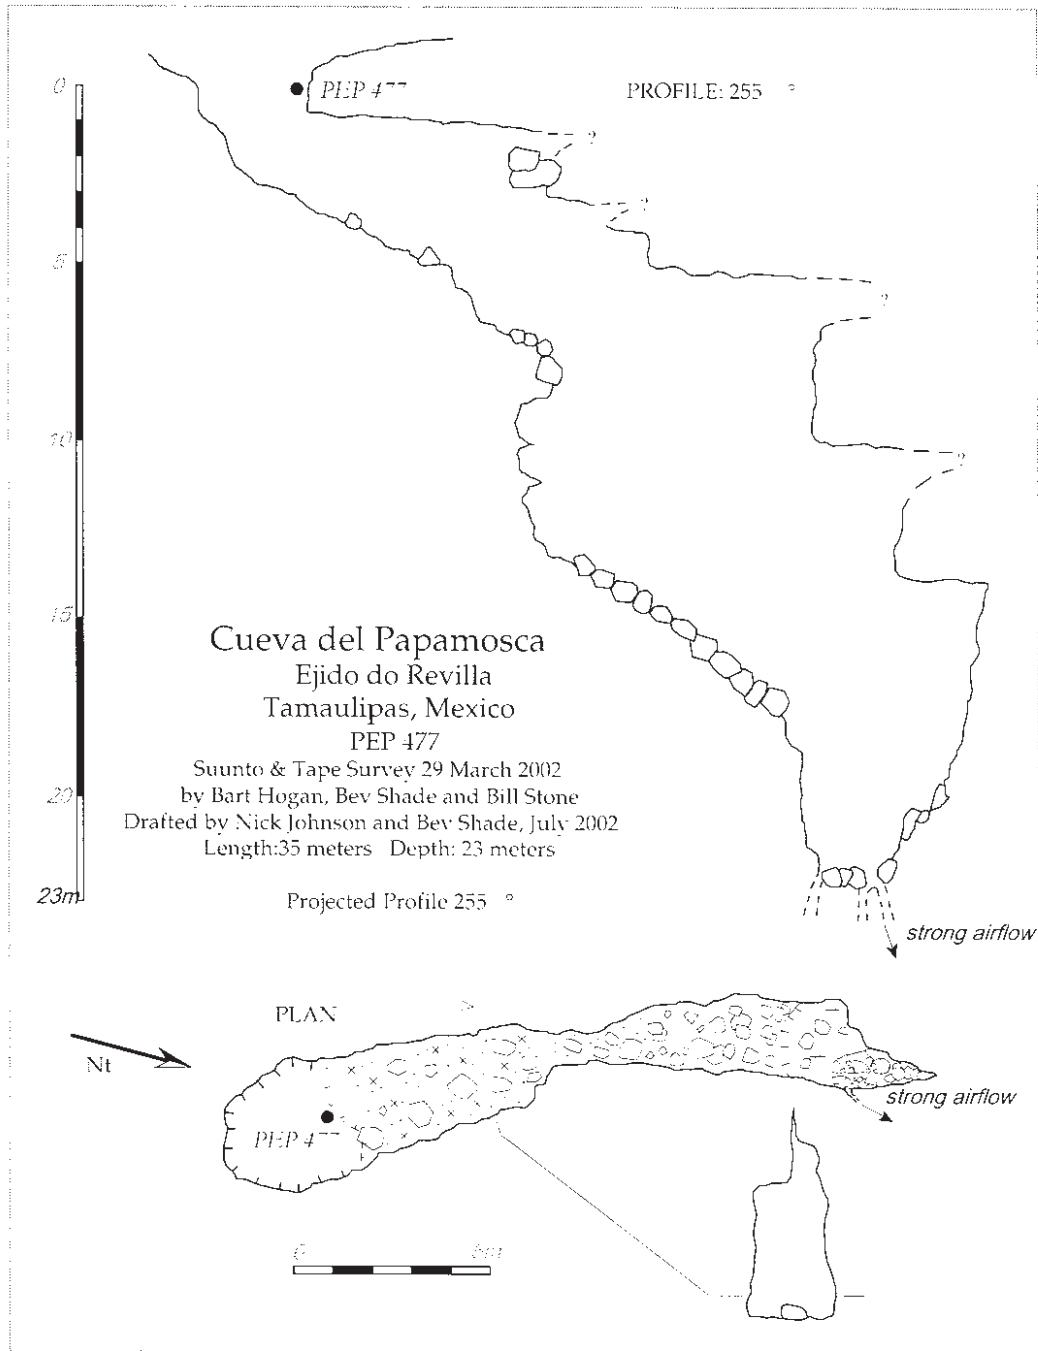 0
PEP 477
PROFILE: 255 °
?
?
5
?
10
?
15
Cueva del Papamosca
Ejido do Revilla
Tamaulipas, Mexico
PEP 477
Suunto & Tape Survey 29 March 2002
by Bart Hogan, Bev Shade and Bill Stone
20
Drafted by Nick Johnson and Bev Shade, July 2002
Length:35 meters Depth: 23 meters
23m
Projected Profile 255 °
strong airflow
PLAN
Nt
strong airflow
PEP 477
0